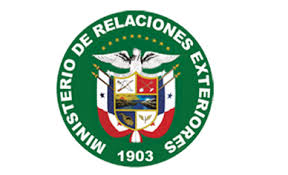 MINISTERIO DE RELACIONES EXTERIORES
1903